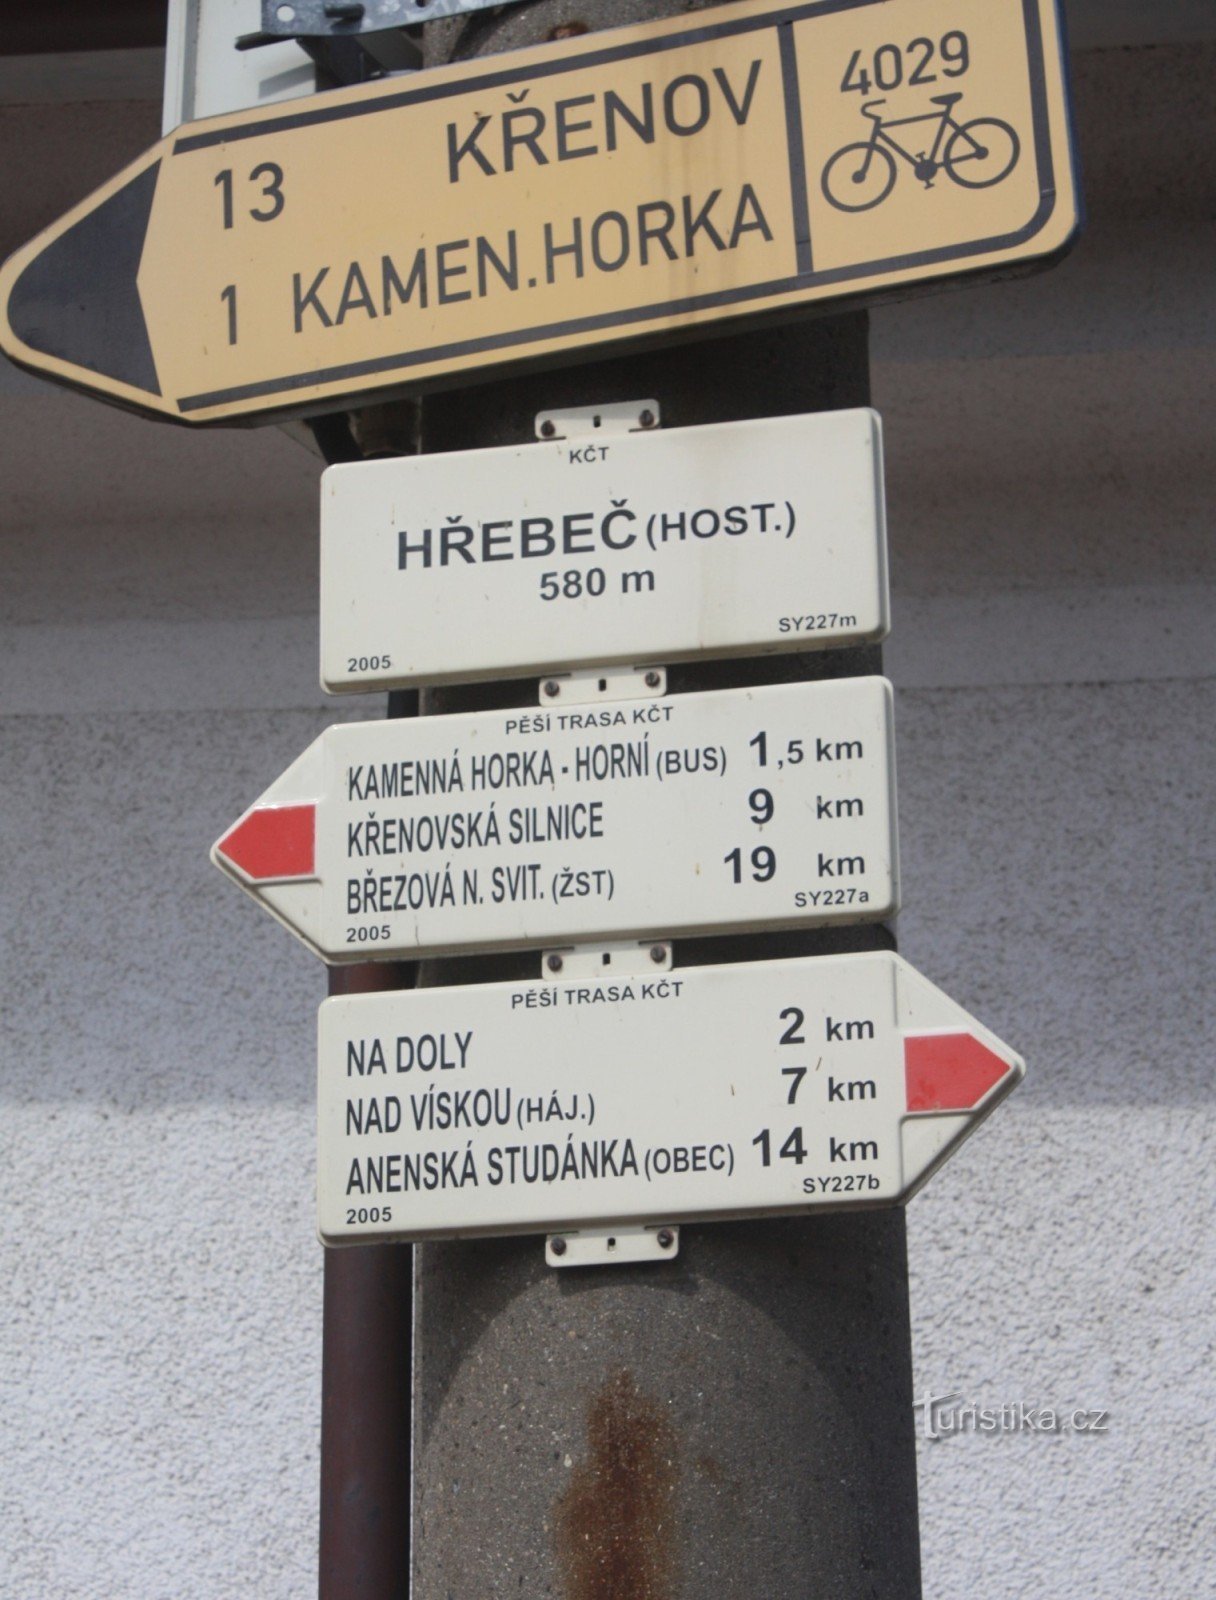 4029
13 KŘENOV
1 KAMEN.HORKA
KČT
HŘEBEČ (HOST.)
580 m
SY227m
2005
PĚŠÍ TRASA KČT
KAMENNÁ HORKA - HORNÍ (BUS) 1,5 km
KŘENOVSKÁ SILNICE 9 km
BŘEZOVÁ N. SVIT. (ŽST) 19 km
SY227a
2005
PĚŠÍ TRASA KČT
NA DOLY 2 km
NAD VÍSKOU (HÁJ.) 7 km
ANENSKÁ STUDÁNKA (OBEC) 14 km
SY227b
2005
Turistika.cz